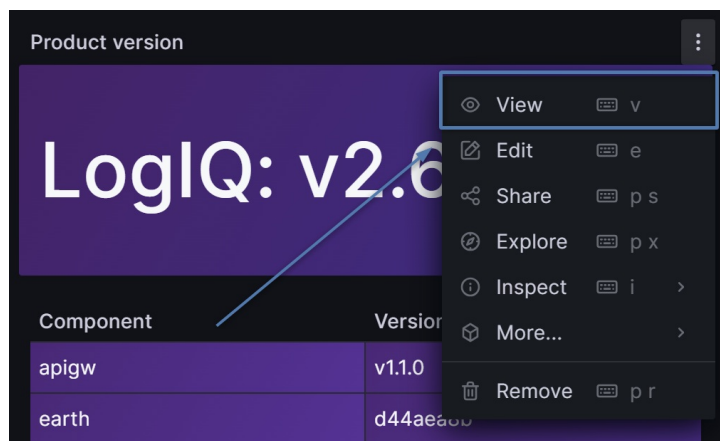 Product version
LogIQ: v2.6
View v
Edit e
Share p s
Explore p x
Inspect i
More...
Remove p r
Component Version
apigw v1.1.0
earth d44aea8b